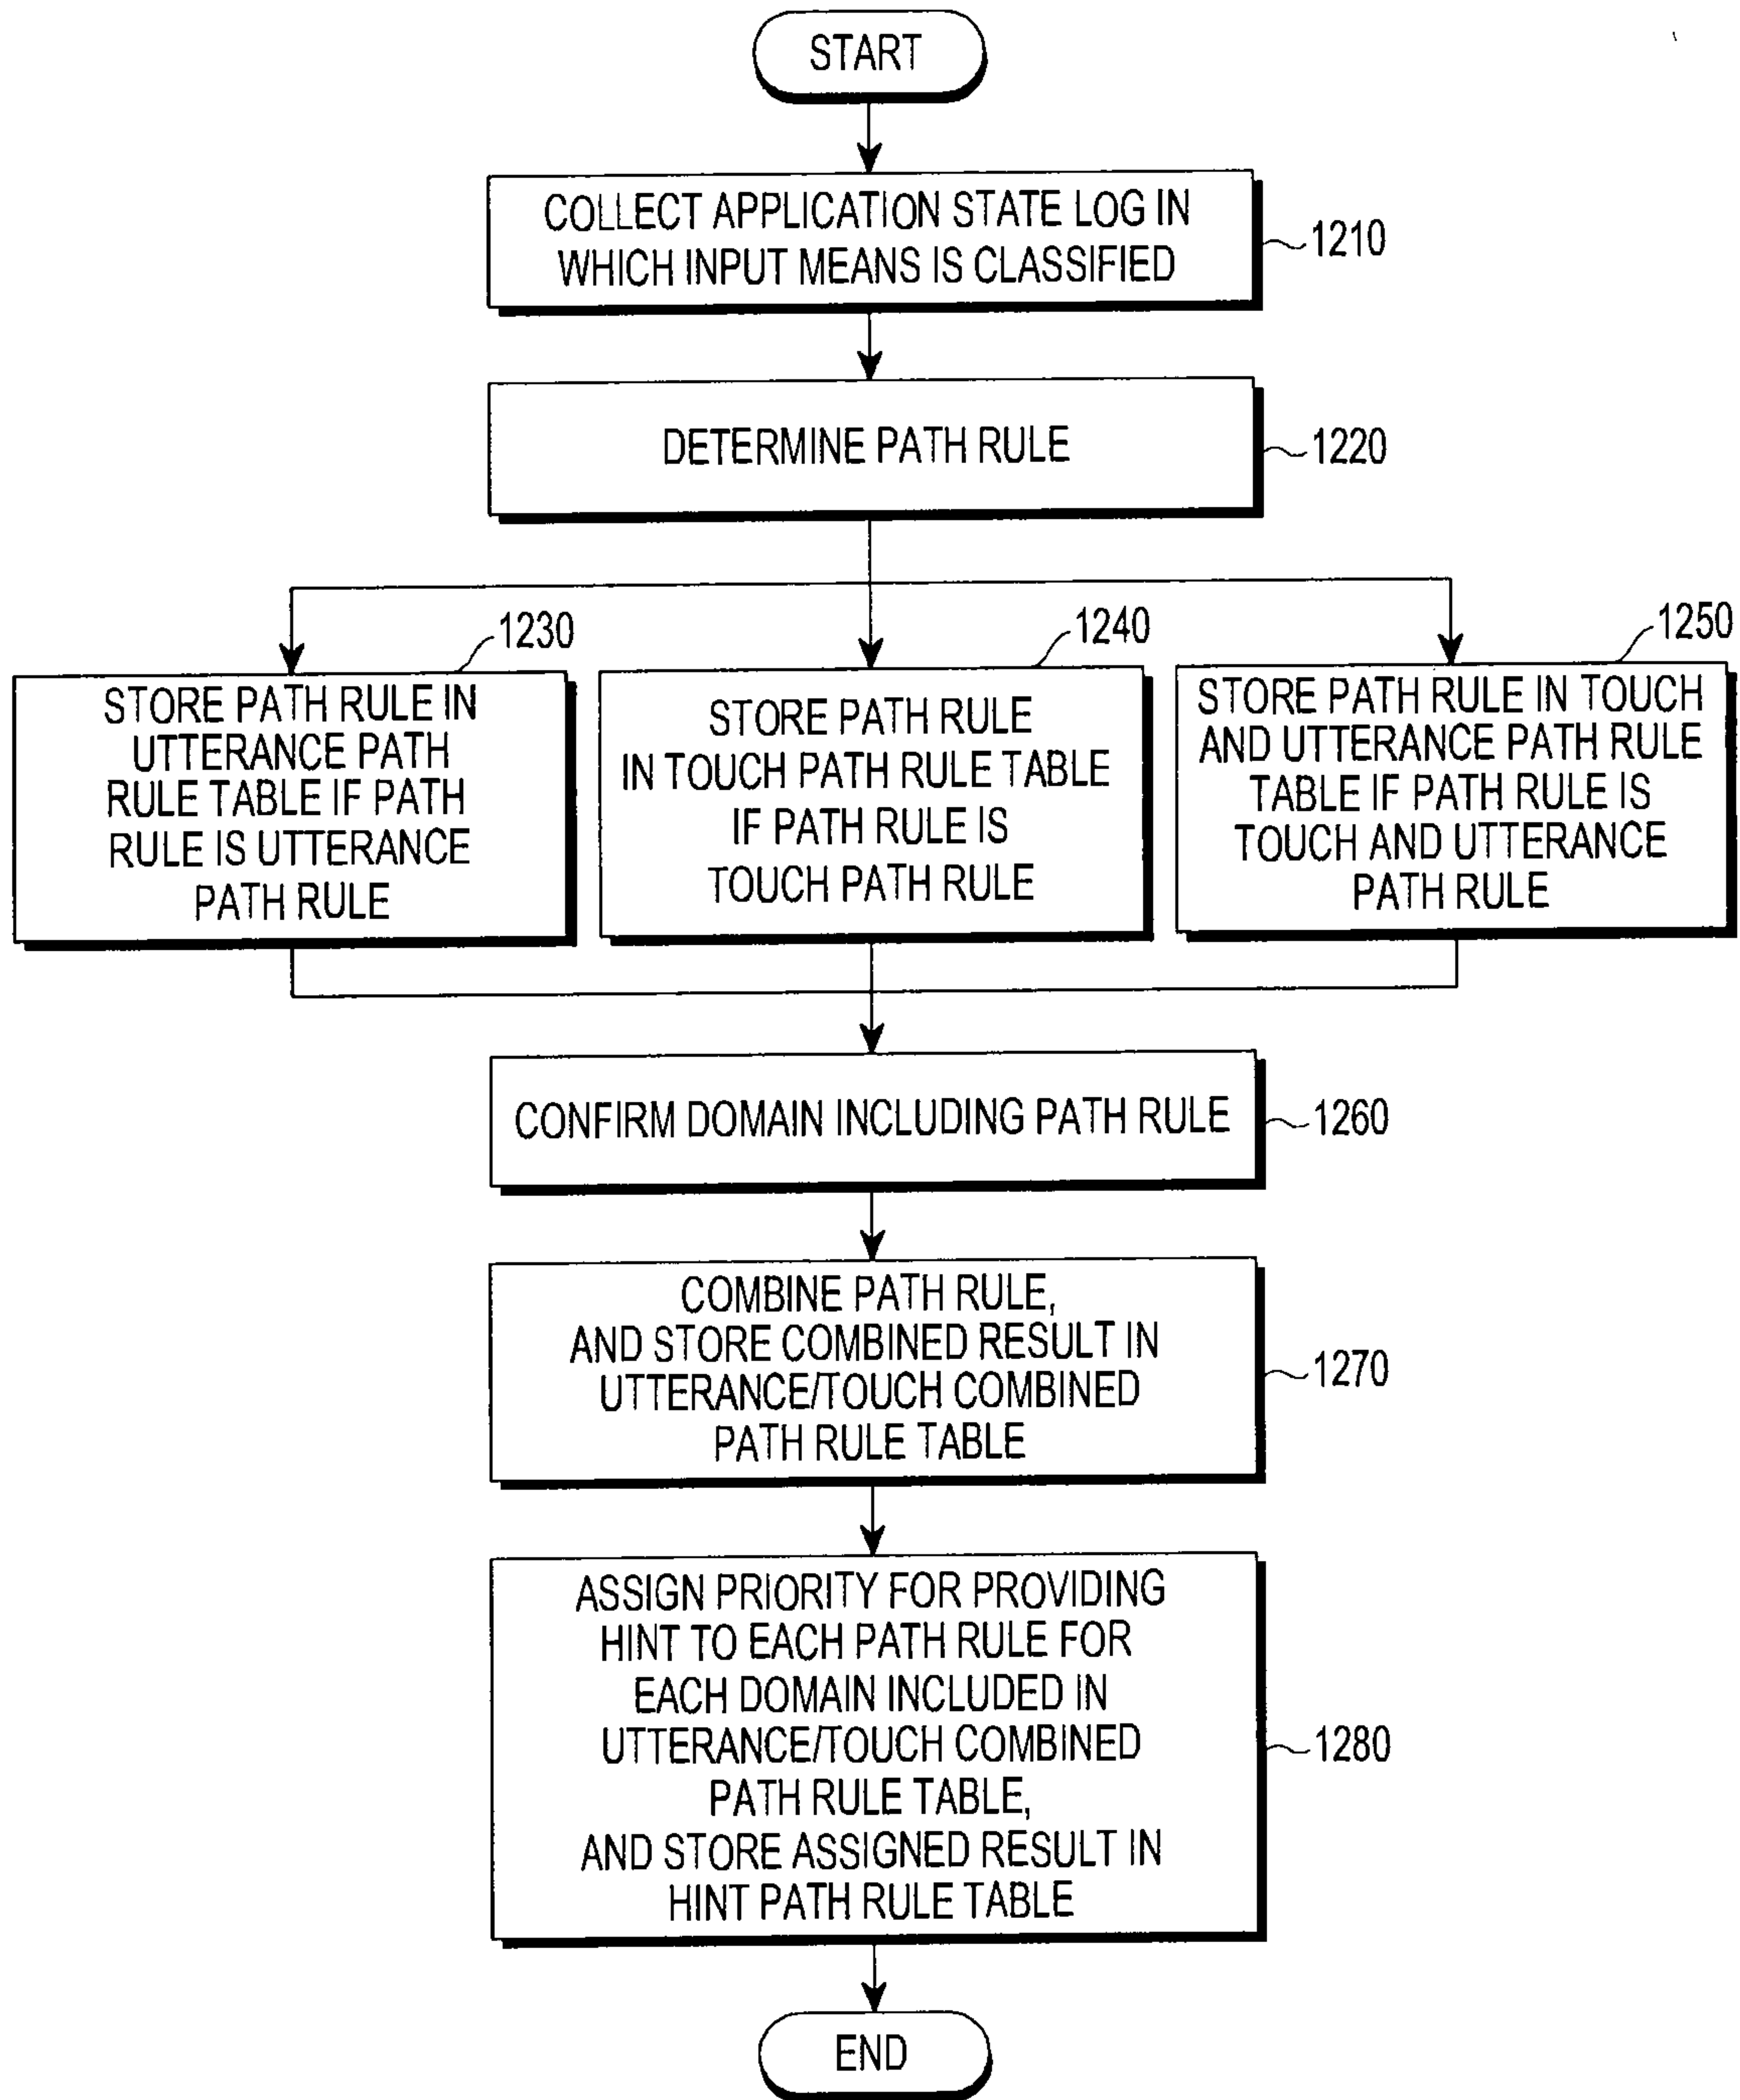 START
COLLECT APPLICATION STATE LOG IN
WHICH INPUT MEANS IS CLASSIFIED
1210
DETERMINE PATH RULE
1220
1230
STORE PATH RULE IN
UTTERANCE PATH
RULE TABLE IF PATH
RULE IS UTTERANCE
PATH RULE
1240
STORE PATH RULE
IN TOUCH PATH RULE TABLE
IF PATH RULE IS
TOUCH PATH RULE
1250
STORE PATH RULE IN TOUCH
AND UTTERANCE PATH RULE
TABLE IF PATH RULE IS
TOUCH AND UTTERANCE
PATH RULE
CONFIRM DOMAIN INCLUDING PATH RULE
1260
COMBINE PATH RULE,
AND STORE COMBINED RESULT IN
UTTERANCE/TOUCH COMBINED
PATH RULE TABLE
1270
ASSIGN PRIORITY FOR PROVIDING
HINT TO EACH PATH RULE FOR
EACH DOMAIN INCLUDED IN
UTTERANCE/TOUCH COMBINED
PATH RULE TABLE,
AND STORE ASSIGNED RESULT IN
HINT PATH RULE TABLE
1280
END